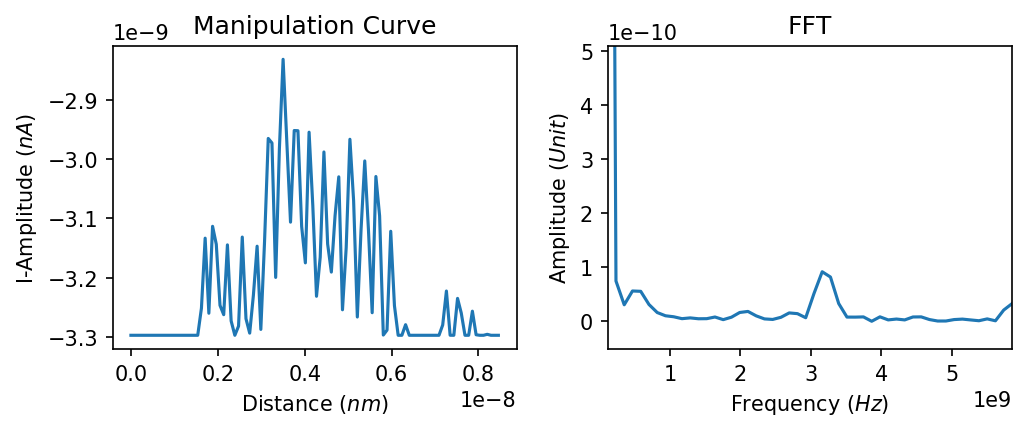 Manipulation Curve
1e−9
−2.9
−3.0
−3.1
−3.2
−3.3
I-Amplitude (nA)
0.0 0.2 0.4 0.6 0.8
1e−8
Distance (nm)
FFT
1e−10
5
4
3
2
1
0
Amplitude (Unit)
1 2 3 4 5
1e9
Frequency (Hz)